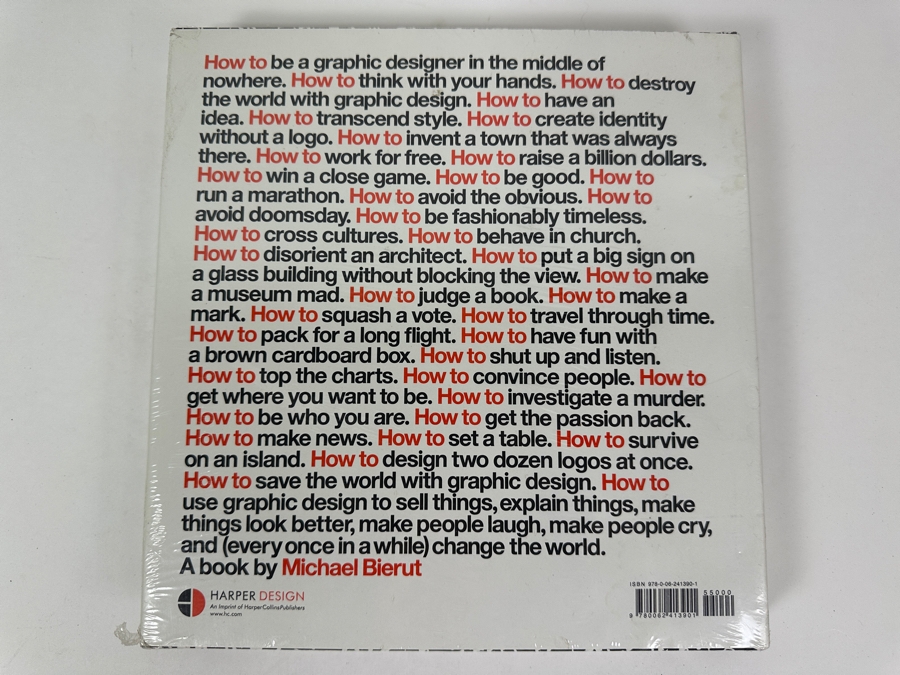 How to be a graphic designer in the middle of
nowhere. How to think with your hands. How to destroy
the world with graphic design. How to have an
idea. How to transcend style. How to create identity
without a logo. How to invent a town that was always
there. How to work for free. How to raise a billion dollars.
How to win a close game. How to be good. How to
run a marathon. How to avoid the obvious. How to
avoid doomsday. How to be fashionably timeless.
How to cross cultures. How to behave in church.
How to disorient an architect. How to put a big sign on
a glass building without blocking the view. How to make
a museum mad. How to judge a book. How to make a
mark. How to squash a vote. How to travel through time.
How to pack for a long flight. How to have fun with
a brown cardboard box. How to shut up and listen.
How to top the charts. How to convince people. How to
get where you want to be. How to investigate a murder.
How to be who you are. How to get the passion back.
How to make news. How to set a table. How to survive
on an island. How to design two dozen logos at once.
How to save the world with graphic design. How to
use graphic design to sell things, explain things, make
things look better, make people laugh, make people cry,
and (every once in a while) change the world.
A book by Michael Bierut
HARPER DESIGN
An Imprint of HarperCollinsPublishers
www.hc.com
ISBN 978-0-06-241390-1
55000
9 780062 413901